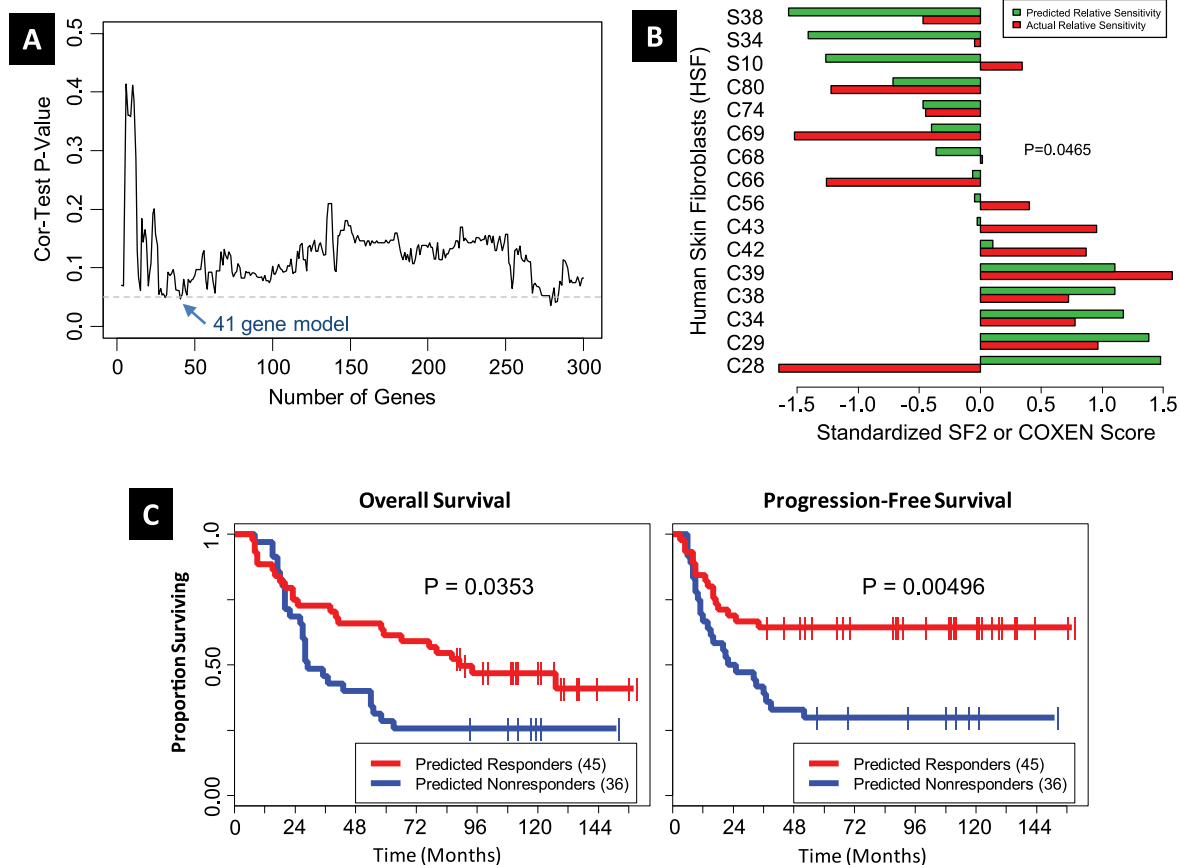 A
0.5
0.4
0.3
0.2
0.1
0.0
Cor-Test P-Value
41 gene model
0 50 100 150 200 250 300
Number of Genes
B
Predicted Relative Sensitivity
Actual Relative Sensitivity
Human Skin Fibroblasts (HSF)
S38
S34
S10
C80
C74
C69
C68
C66
C56
C43
C42
C39
C38
C34
C29
C28
P=0.0465
-1.5 -1.0 -0.5 0.0 0.5 1.0 1.5
Standardized SF2 or COXEN Score
C
Overall Survival
Proportion Surviving
1.0
0.50
0.00
P = 0.0353
Predicted Responders (45)
Predicted Nonresponders (36)
0 24 48 72 96 120 144
Time (Months)
Progression-Free Survival
P = 0.00496
Predicted Responders (45)
Predicted Nonresponders (36)
0 24 48 72 96 120 144
Time (Months)